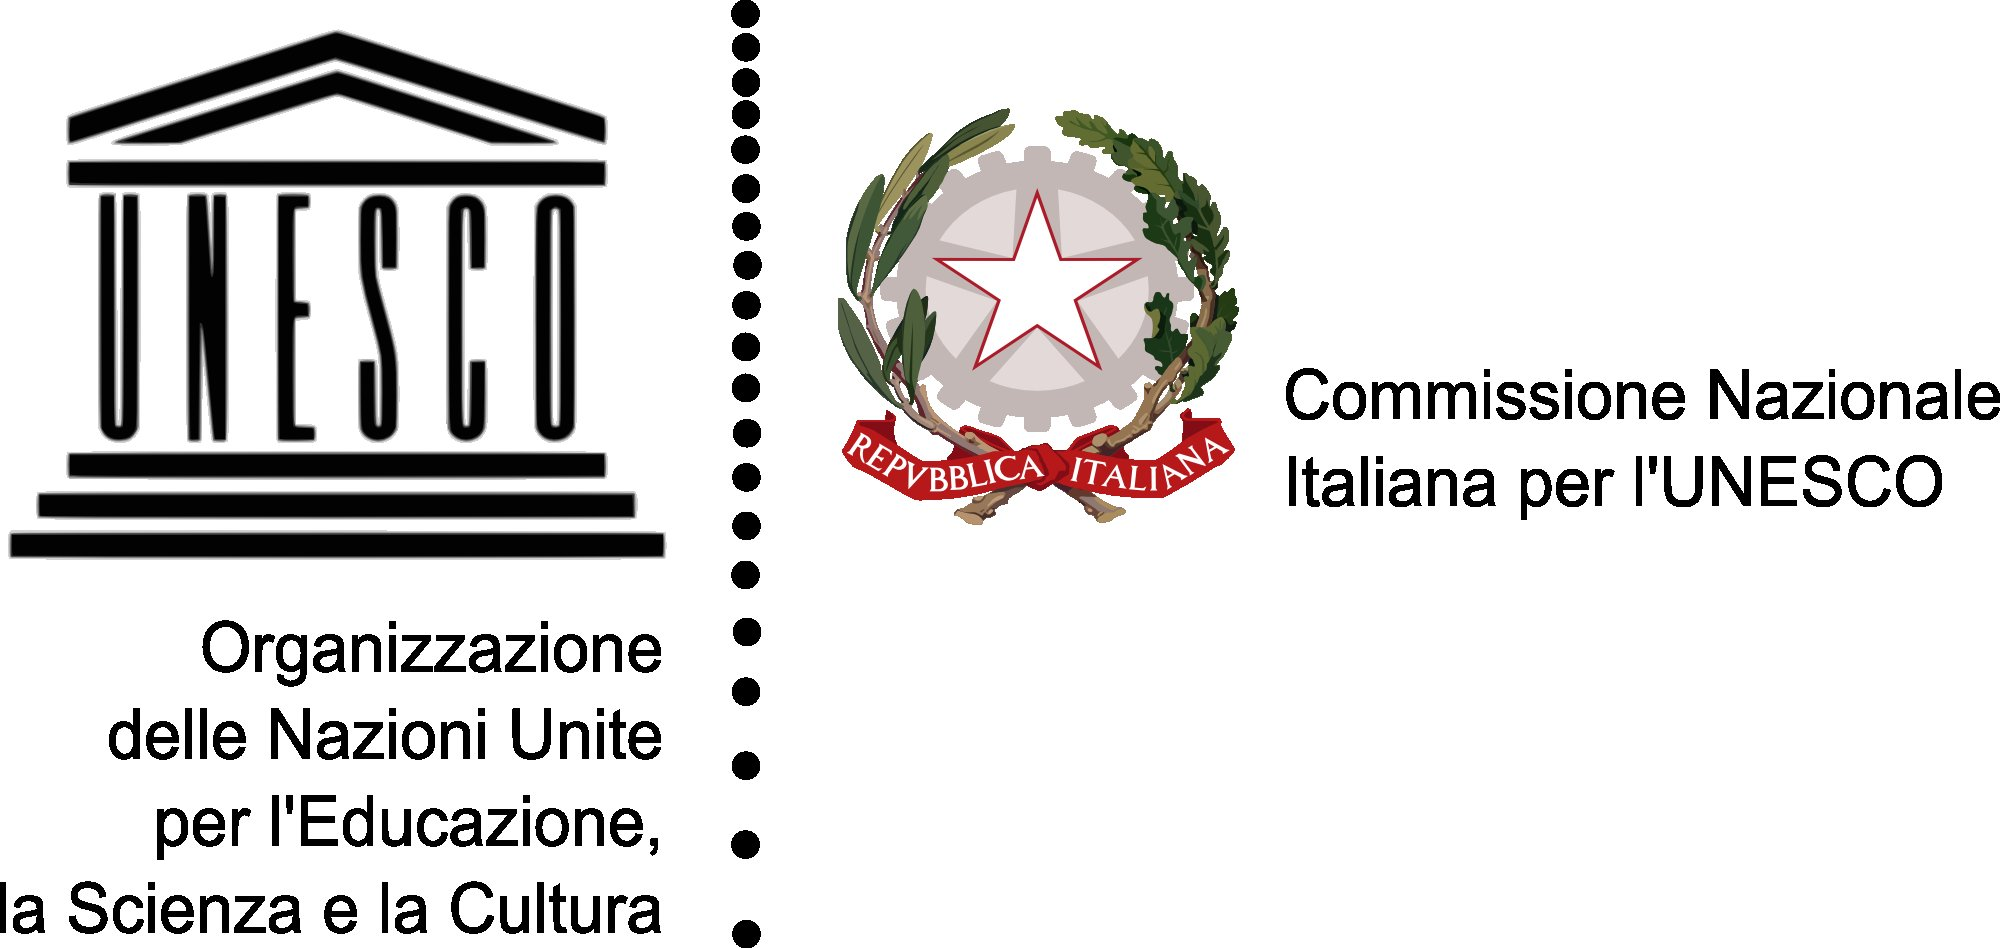 UNESCO
Organizzazione
delle Nazioni Unite
per l'Educazione,
la Scienza e la Cultura
REPVBBLICA ITALIANA
Commissione Nazionale
Italiana per l'UNESCO